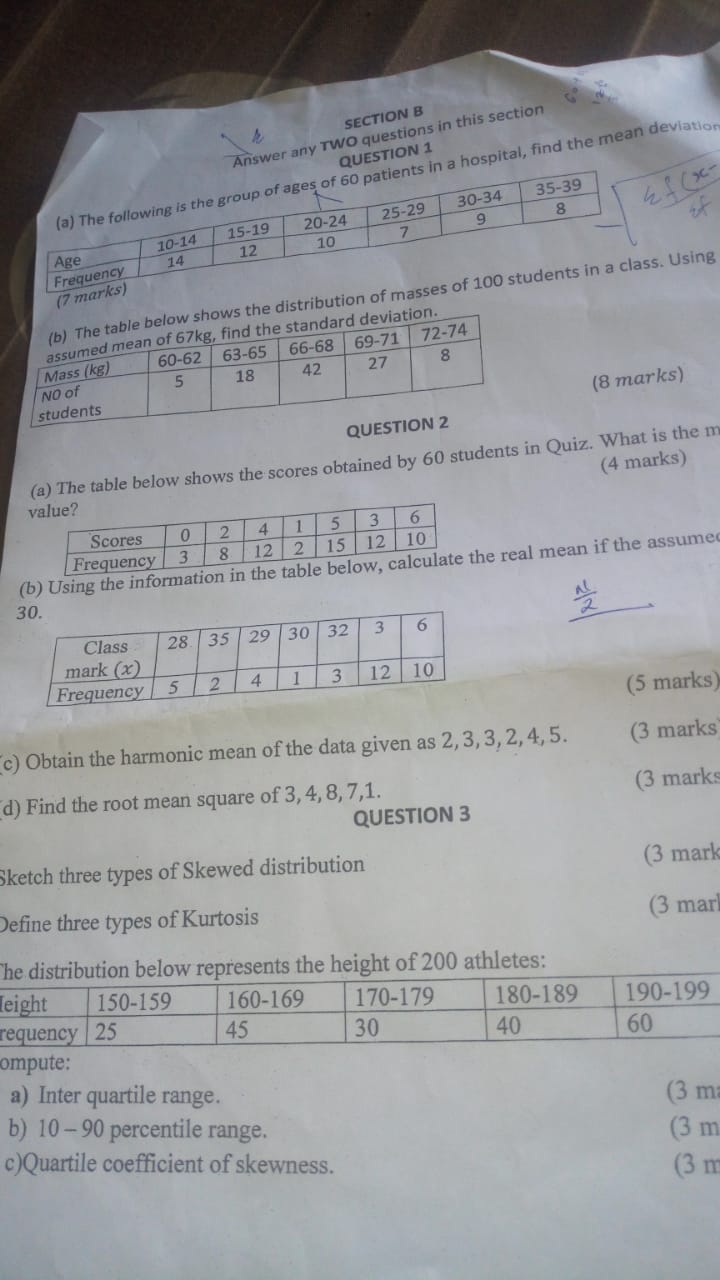 SECTION B
Answer any TWO questions in this section
QUESTION 1
(a) The following is the group of ages of 60 patients in a hospital, find the mean deviation
Age 10-14 15-19 20-24 25-29 30-34 35-39
Frequency 14 12 10 7 9 8
(7 marks)
(b) The table below shows the distribution of masses of 100 students in a class. Using
assumed mean of 67kg, find the standard deviation.
Mass (kg) 60-62 63-65 66-68 69-71 72-74
NO of students 5 18 42 27 8
(8 marks)
QUESTION 2
(a) The table below shows the scores obtained by 60 students in Quiz. What is the m
value? (4 marks)
Scores 0 2 4 1 5 3 6
Frequency 3 8 12 2 15 12 10
(b) Using the information in the table below, calculate the real mean if the assumed
30.
Class mark (x) 28 35 29 30 32 3 6
Frequency 5 2 4 1 3 12 10
(5 marks)
(c) Obtain the harmonic mean of the data given as 2, 3, 3, 2, 4, 5. (3 marks
(d) Find the root mean square of 3, 4, 8, 7,1. (3 marks
QUESTION 3
Sketch three types of Skewed distribution (3 mark
Define three types of Kurtosis (3 mark
The distribution below represents the height of 200 athletes:
Height 150-159 160-169 170-179 180-189 190-199
requency 25 45 30 40 60
ompute:
a) Inter quartile range. (3 ma
b) 10 – 90 percentile range. (3 m
c)Quartile coefficient of skewness. (3 m